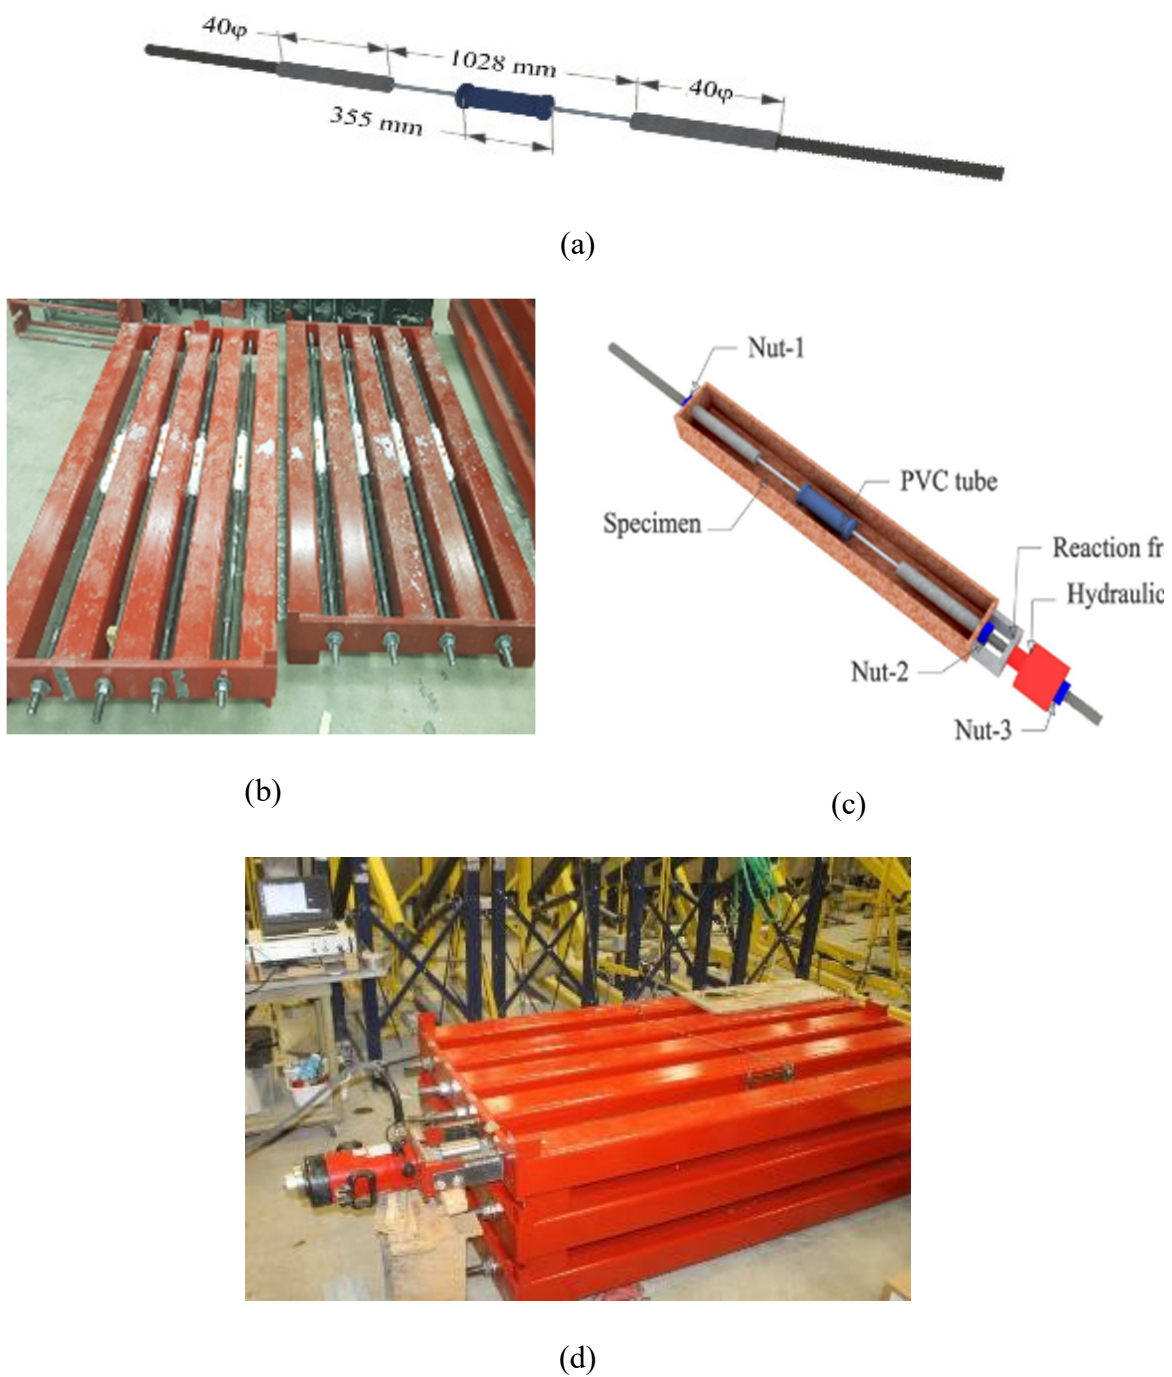 40φ
1028 mm
40φ
355 mm
(a)
Nut-1
PVC tube
Specimen
Reaction fr
Hydraulic
Nut-2
Nut-3
(b)
(c)
(d)